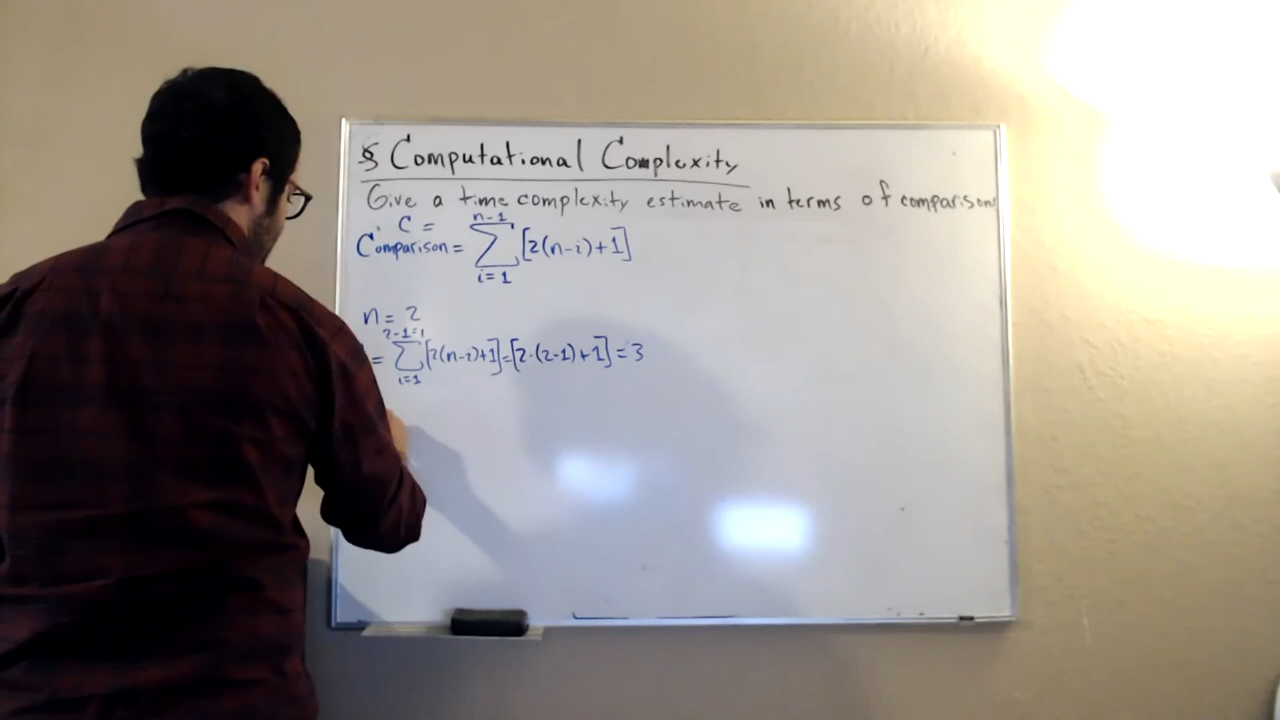 § Computational Complexity
Give a time complexity estimate in terms of comparisons
C =
n-1
Comparison = ∑ [2(n-i)+1]
i=1
n = 2
2-1=1
= ∑ [2(n-i)+1]=[2·(2-1)+1]=3
i=1